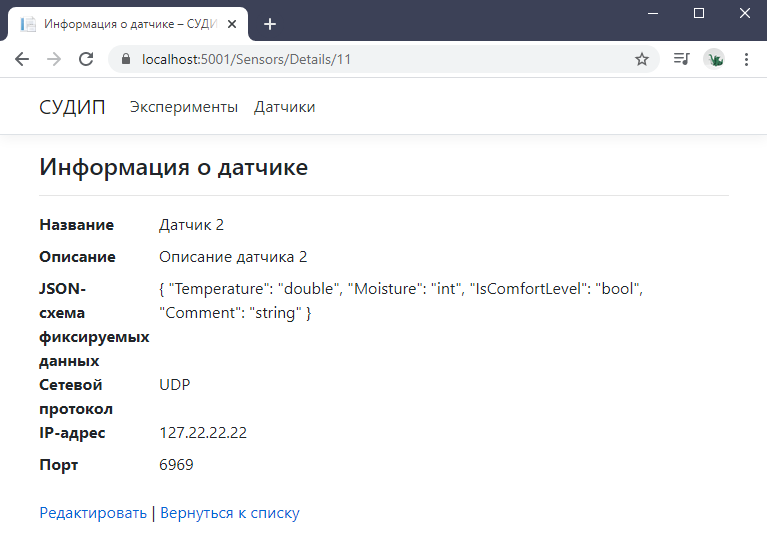 Информация о датчике – СУДИ
localhost:5001/Sensors/Details/11
СУДИП Эксперименты Датчики
Информация о датчике
Название Датчик 2
Описание Описание датчика 2
JSON- { "Temperature": "double", "Moisture": "int", "IsComfortLevel": "bool",
схема "Comment": "string" }
фиксируемых
данных
Сетевой UDP
протокол
IP-адрес 127.22.22.22
Порт 6969
Редактировать | Вернуться к списку